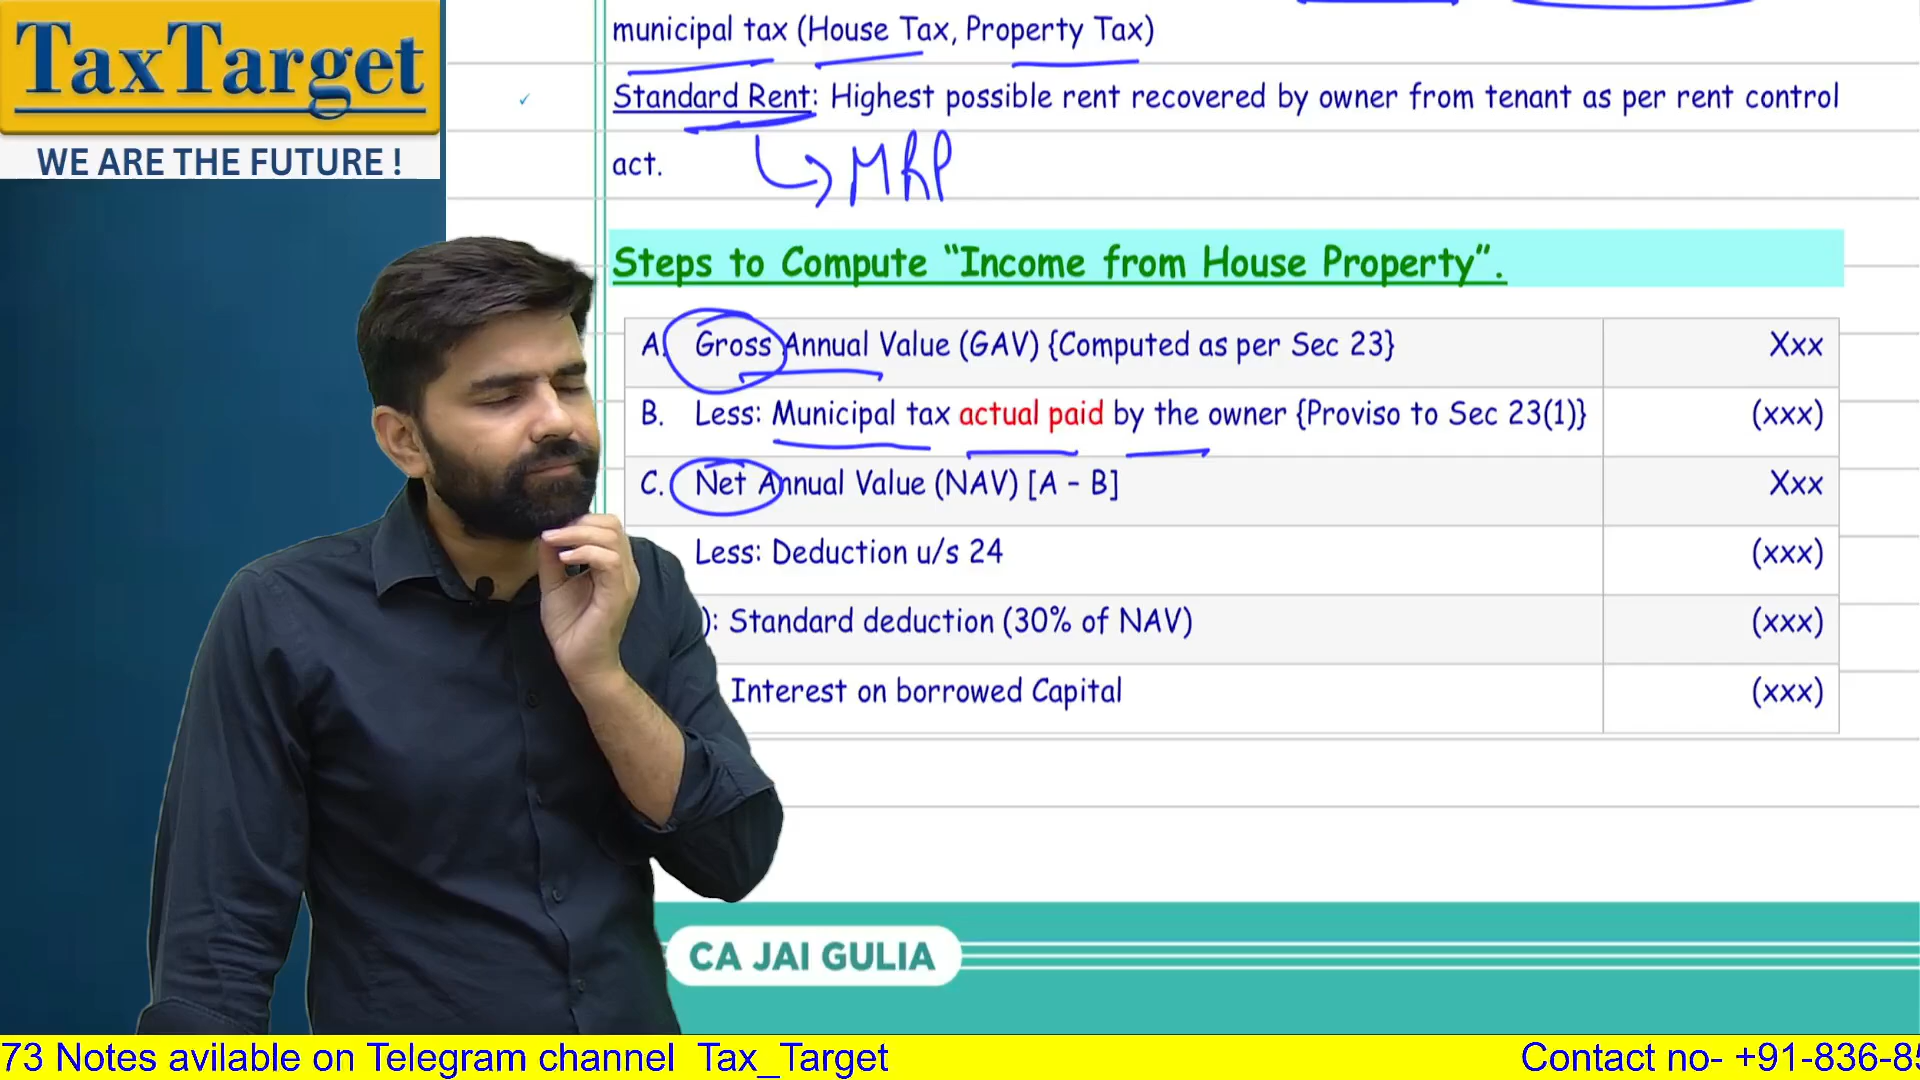 TaxTarget
WE ARE THE FUTURE !
municipal tax (House Tax, Property Tax)
✓ Standard Rent: Highest possible rent recovered by owner from tenant as per rent control
act.
MRP
Steps to Compute “Income from House Property”.
A. Gross Annual Value (GAV) {Computed as per Sec 23} Xxx
B. Less: Municipal tax actual paid by the owner {Proviso to Sec 23(1)} (xxx)
C. Net Annual Value (NAV) [A - B] Xxx
Less: Deduction u/s 24 (xxx)
): Standard deduction (30% of NAV) (xxx)
Interest on borrowed Capital (xxx)
CA JAI GULIA
73 Notes avilable on Telegram channel Tax_Target Contact no- +91-836-85